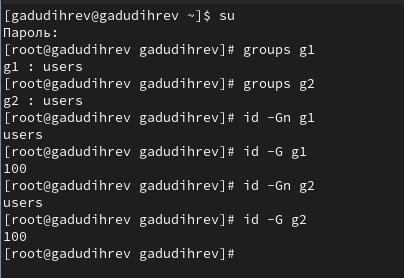 [gadudihrev@gadudihrev ~]$ su
Пароль:
[root@gadudihrev gadudihrev]# groups g1
g1 : users
[root@gadudihrev gadudihrev]# groups g2
g2 : users
[root@gadudihrev gadudihrev]# id -Gn g1
users
[root@gadudihrev gadudihrev]# id -G g1
100
[root@gadudihrev gadudihrev]# id -Gn g2
users
[root@gadudihrev gadudihrev]# id -G g2
100
[root@gadudihrev gadudihrev]#